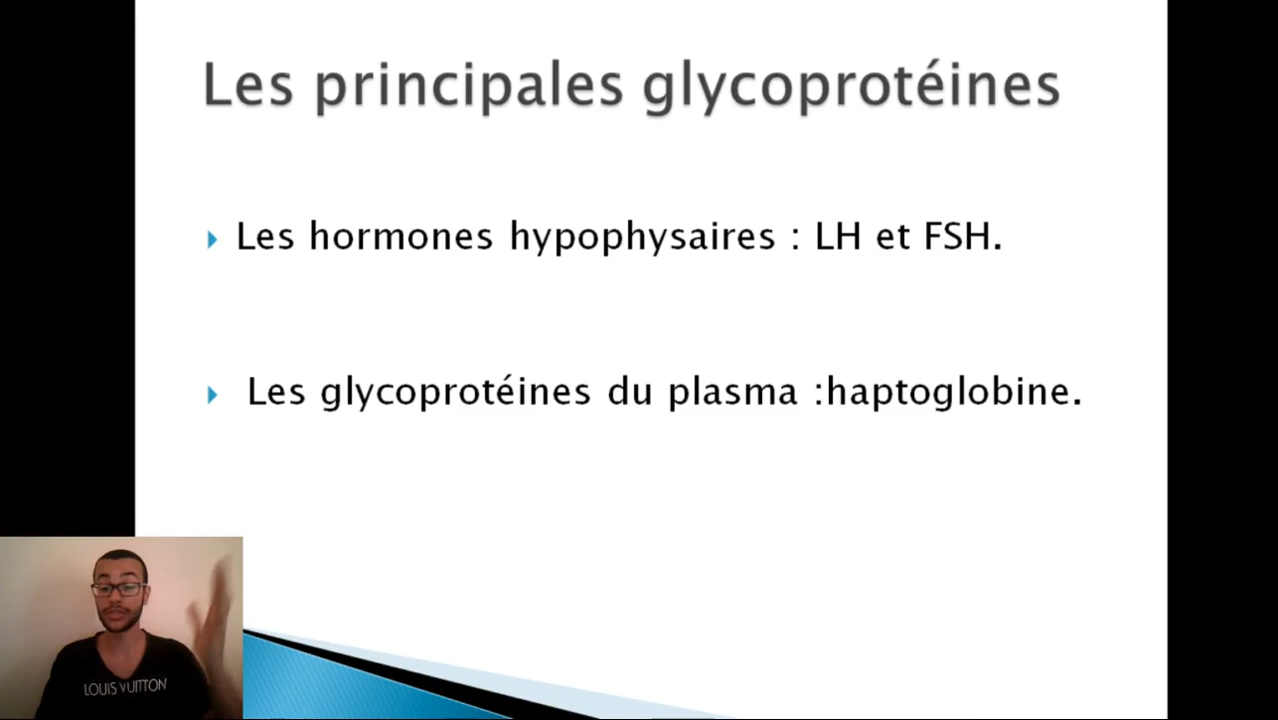 Les principales glycoprotéines
Les hormones hypophysaires : LH et FSH.
Les glycoprotéines du plasma :haptoglobine.
LOUIS VUITTON